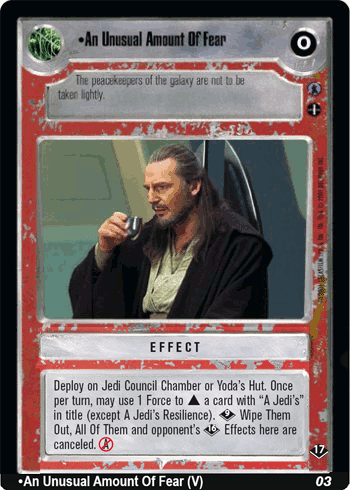 •An Unusual Amount Of Fear
The peacekeepers of the galaxy are not to be
taken lightly.
EFFECT
Deploy on Jedi Council Chamber or Yoda's Hut. Once
per turn, may use 1 Force to ▲ a card with "A Jedi's"
in title (except A Jedi's Resilience). Wipe Them
Out, All Of Them and opponent's Effects here are
canceled. A
17
•An Unusual Amount Of Fear (V) 03